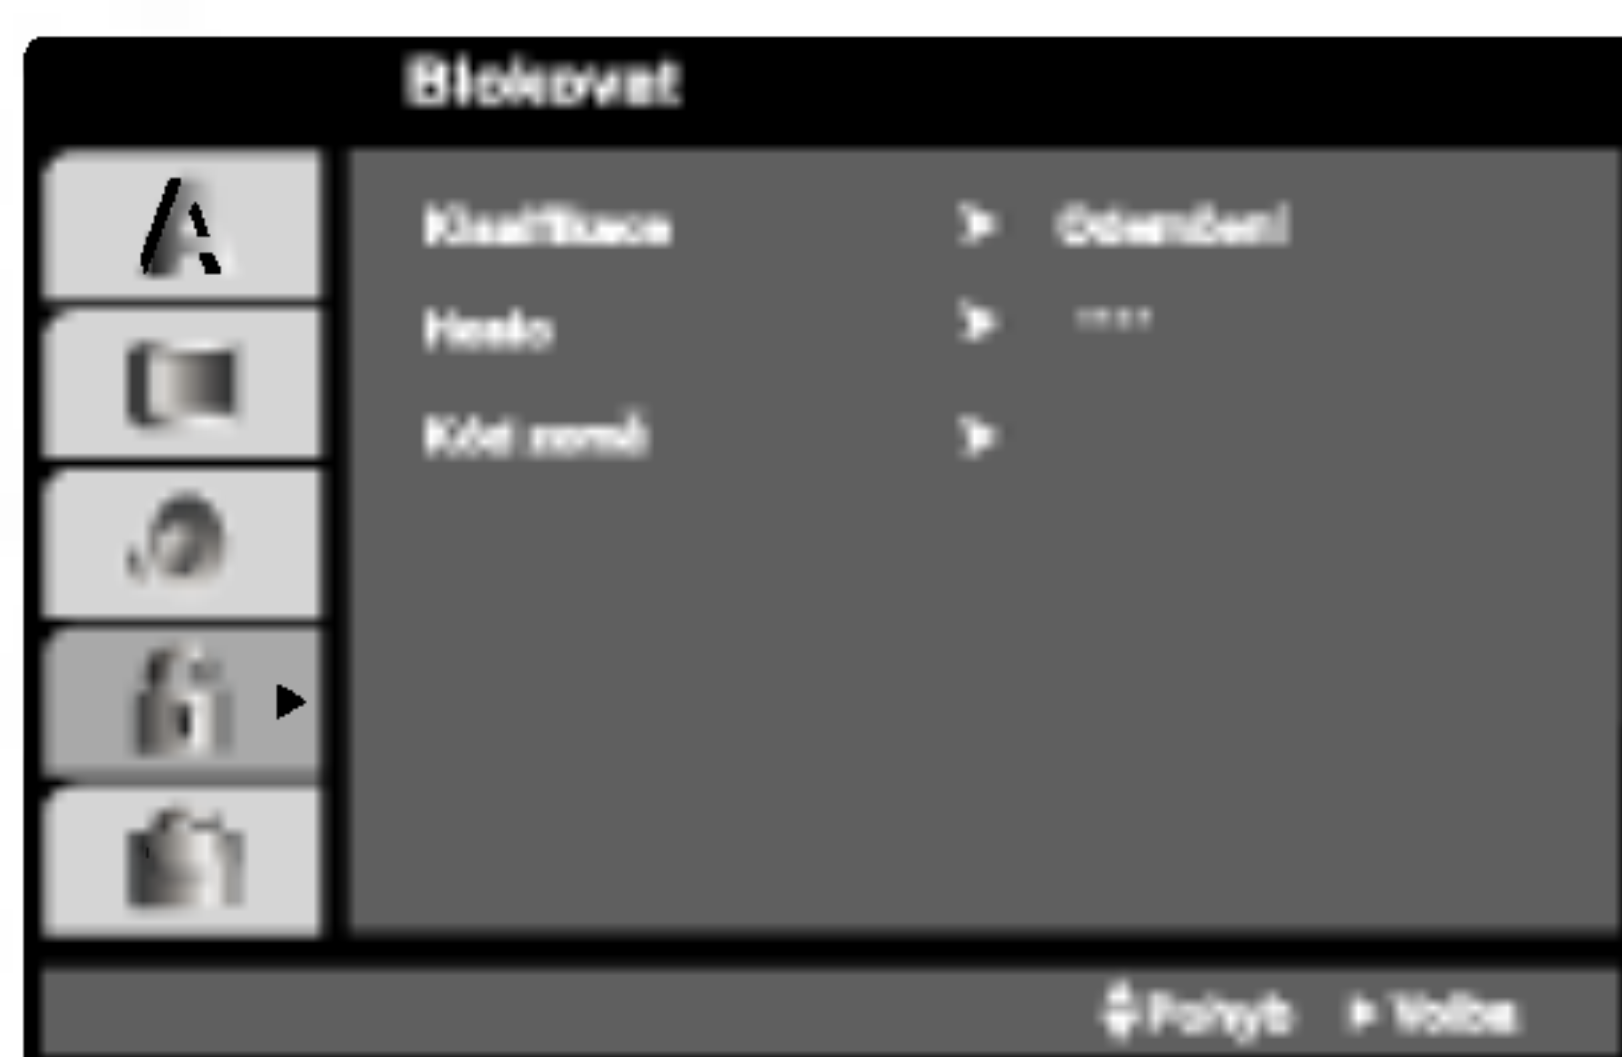 Blokovat
Klasifikace Odemčení
Heslo ****
Kód země
Pohyb Volba